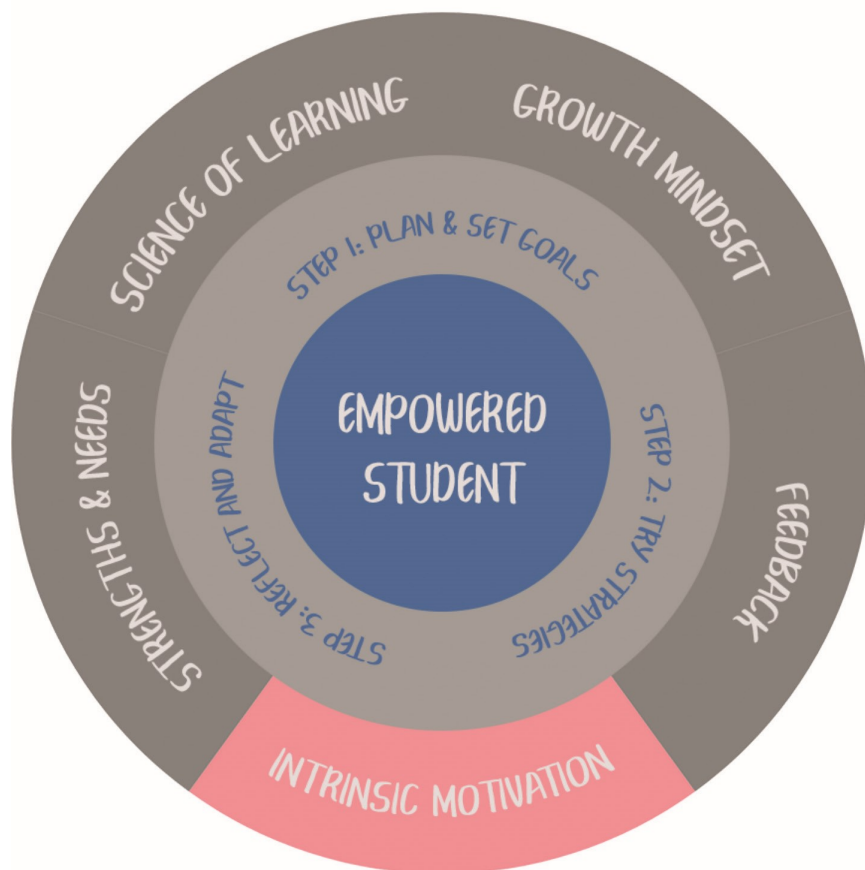 SCIENCE OF LEARNING
GROWTH MINDSET
FEEDBACK
INTRINSIC MOTIVATION
STRENGTHS & NEEDS
STEP 1: PLAN & SET GOALS
STEP 2: TRY STRATEGIES
STEP 3: REFLECT AND ADAPT
EMPOWERED
STUDENT